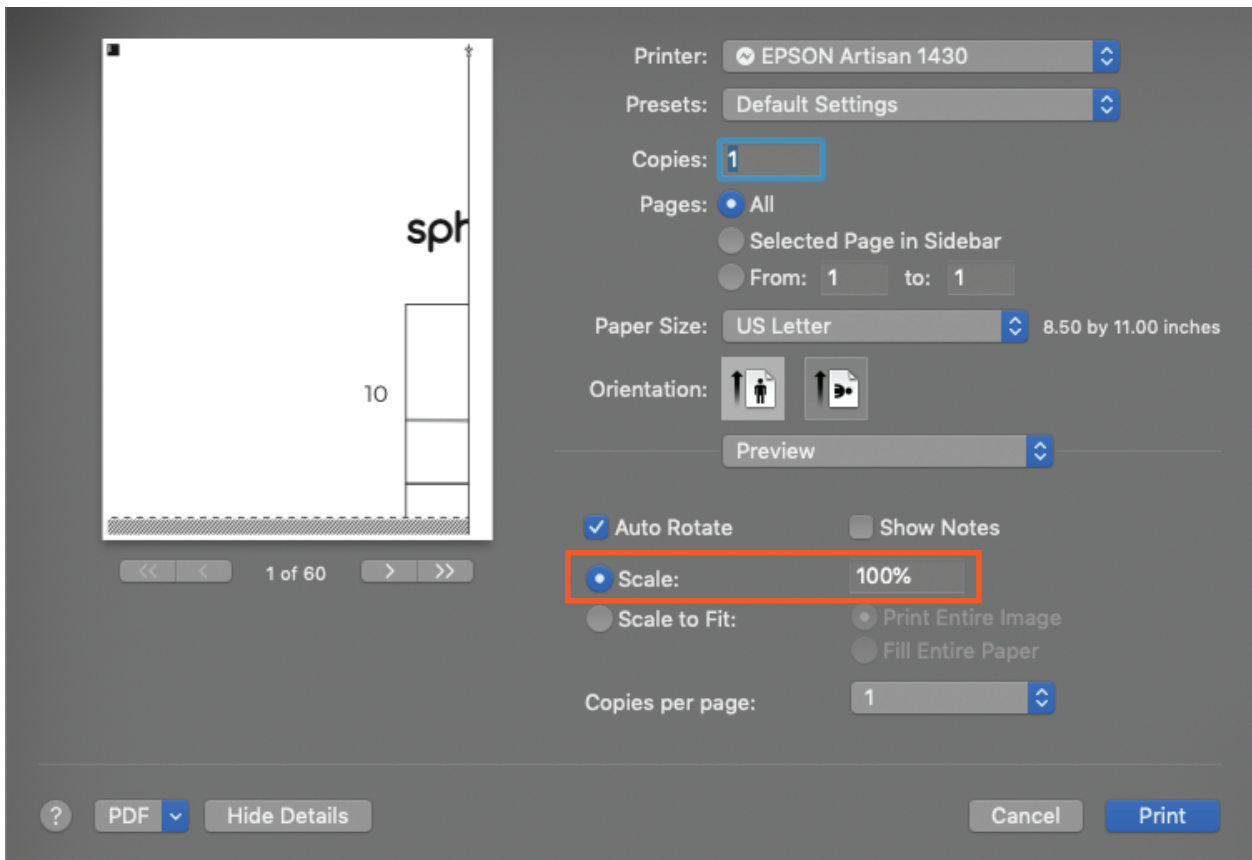 sph
10
<< < 1 of 60 > >>
Printer: EPSON Artisan 1430
Presets: Default Settings
Copies: 1
Pages: All
Selected Page in Sidebar
From: 1 to: 1
Paper Size: US Letter 8.50 by 11.00 inches
Orientation:
Preview
Auto Rotate Show Notes
Scale: 100%
Scale to Fit: Print Entire Image
Fill Entire Paper
Copies per page: 1
? PDF Hide Details Cancel Print